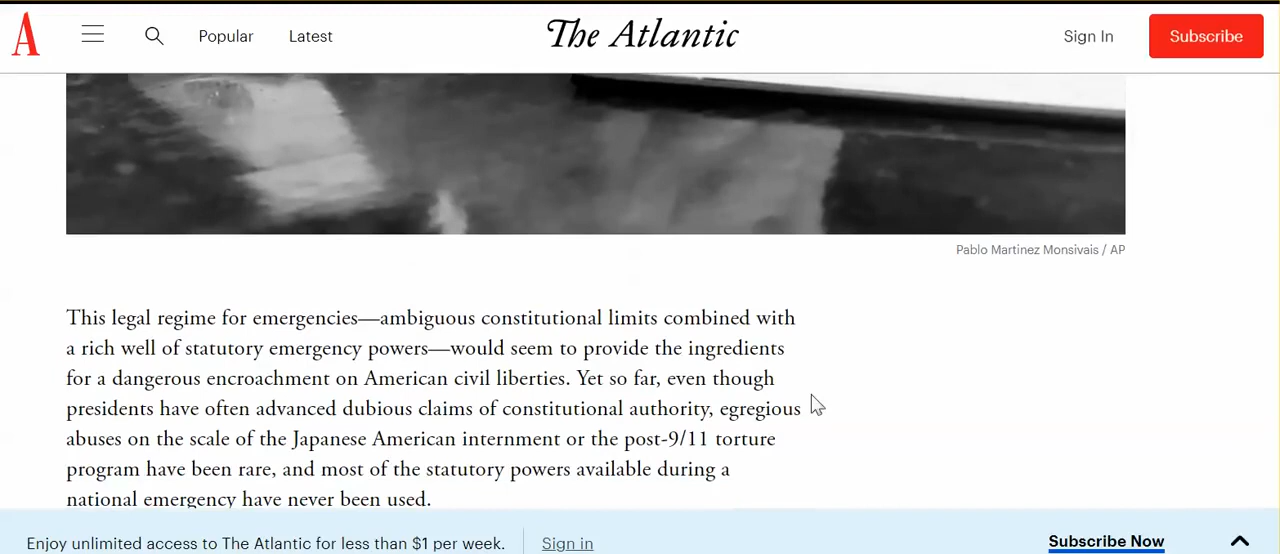 A Popular Latest The Atlantic Sign In Subscribe
Pablo Martinez Monsivais / AP
This legal regime for emergencies—ambiguous constitutional limits combined with
a rich well of statutory emergency powers—would seem to provide the ingredients
for a dangerous encroachment on American civil liberties. Yet so far, even though
presidents have often advanced dubious claims of constitutional authority, egregious
abuses on the scale of the Japanese American internment or the post-9/11 torture
program have been rare, and most of the statutory powers available during a
national emergency have never been used.
Enjoy unlimited access to The Atlantic for less than $1 per week. Sign in Subscribe Now